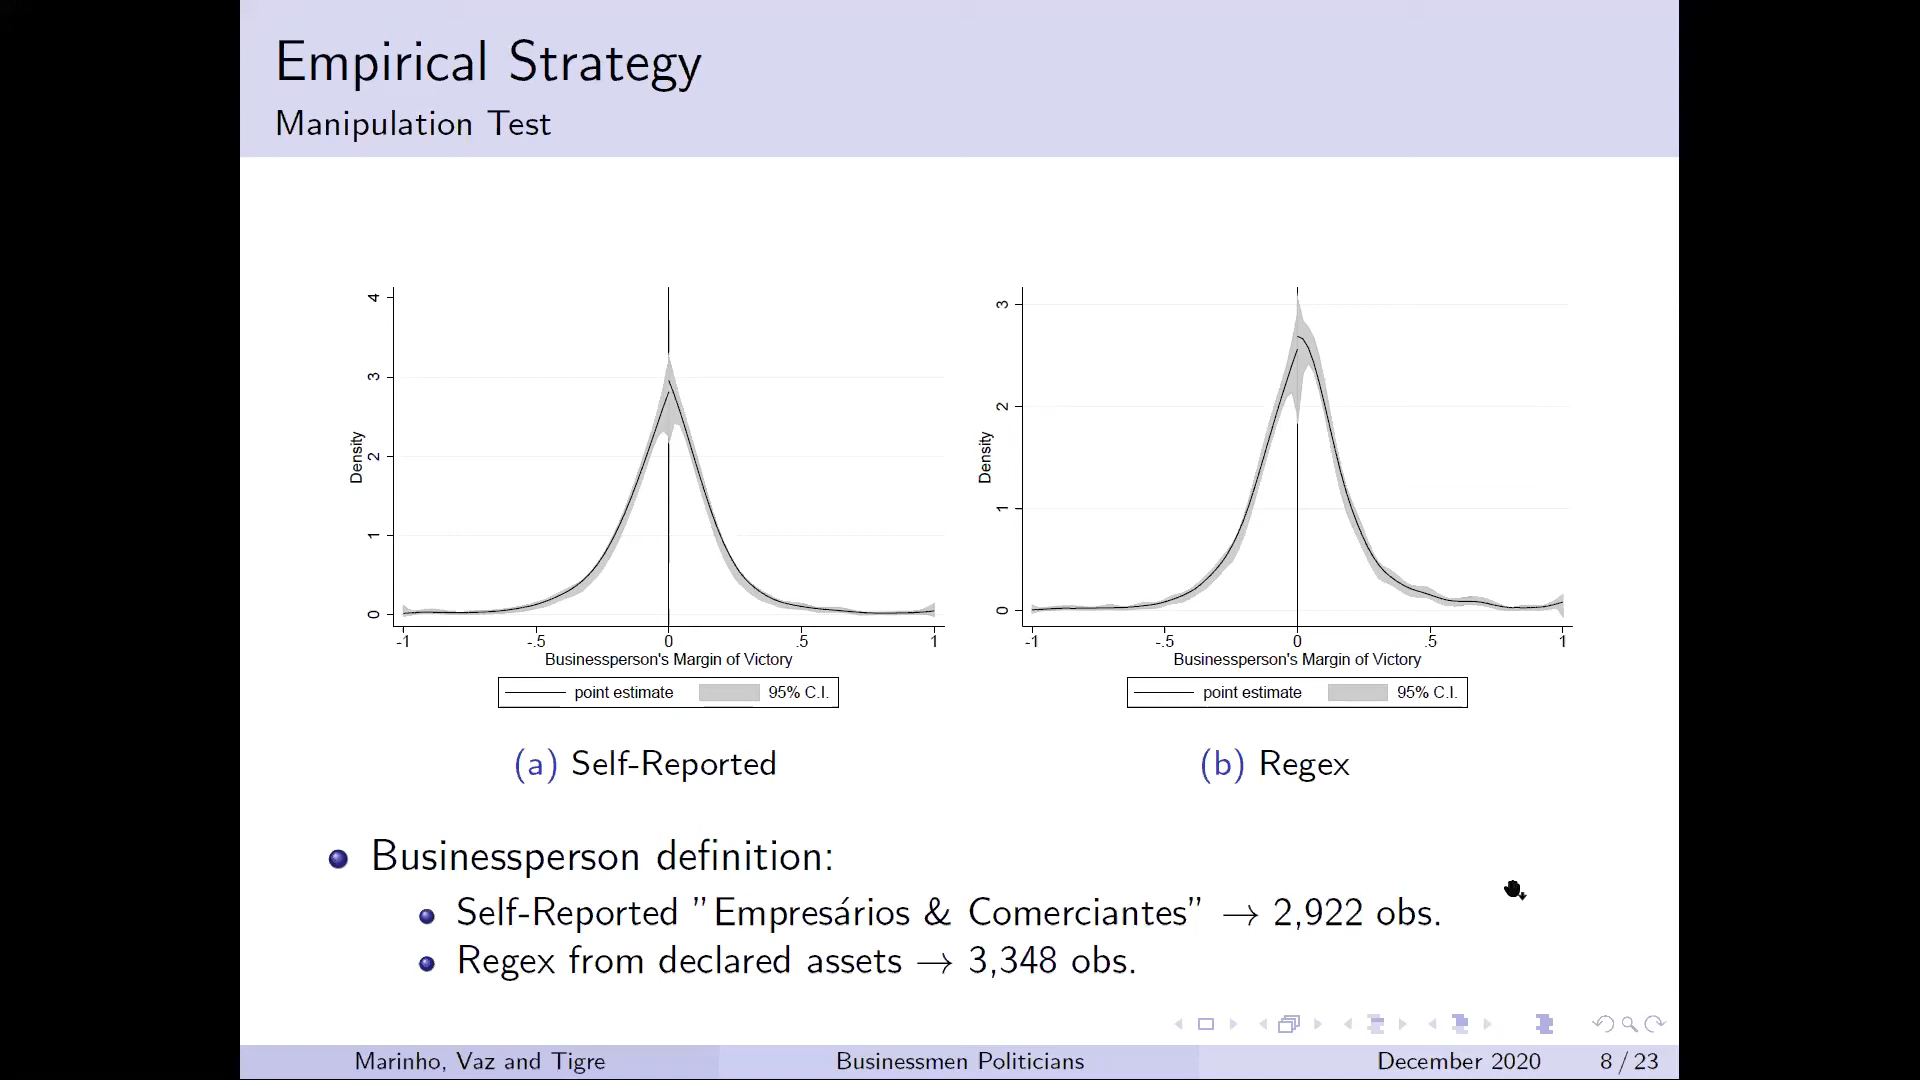 Empirical Strategy
Manipulation Test
4
3
2
1
0
Density
-1 -.5 0 .5 1
Businessperson's Margin of Victory
point estimate 95% C.I.
(a) Self-Reported
3
2
1
0
Density
-1 -.5 0 .5 1
Businessperson's Margin of Victory
point estimate 95% C.I.
(b) Regex
Businessperson definition:
Self-Reported "Empresários & Comerciantes" → 2,922 obs.
Regex from declared assets → 3,348 obs.
Marinho, Vaz and Tigre Businessmen Politicians December 2020 8 / 23